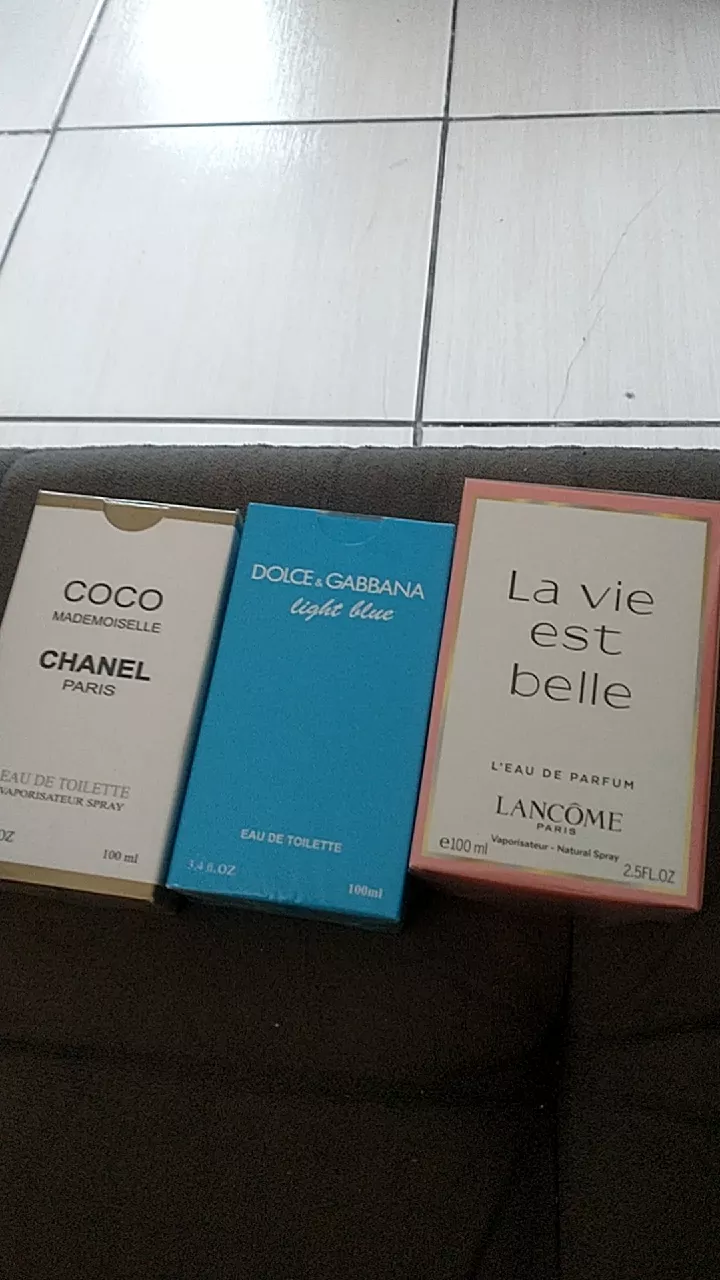 COCO
MADEMOISELLE
CHANEL
PARIS
EAU DE TOILETTE
VAPORISATEUR SPRAY
OZ
100 ml
DOLCE & GABBANA
light blue
EAU DE TOILETTE
3.4 fl.OZ
100ml
La vie
est
belle
L'EAU DE PARFUM
LANCÔME
PARIS
Vaporisateur - Natural Spray
e100 ml
2.5FL.OZ